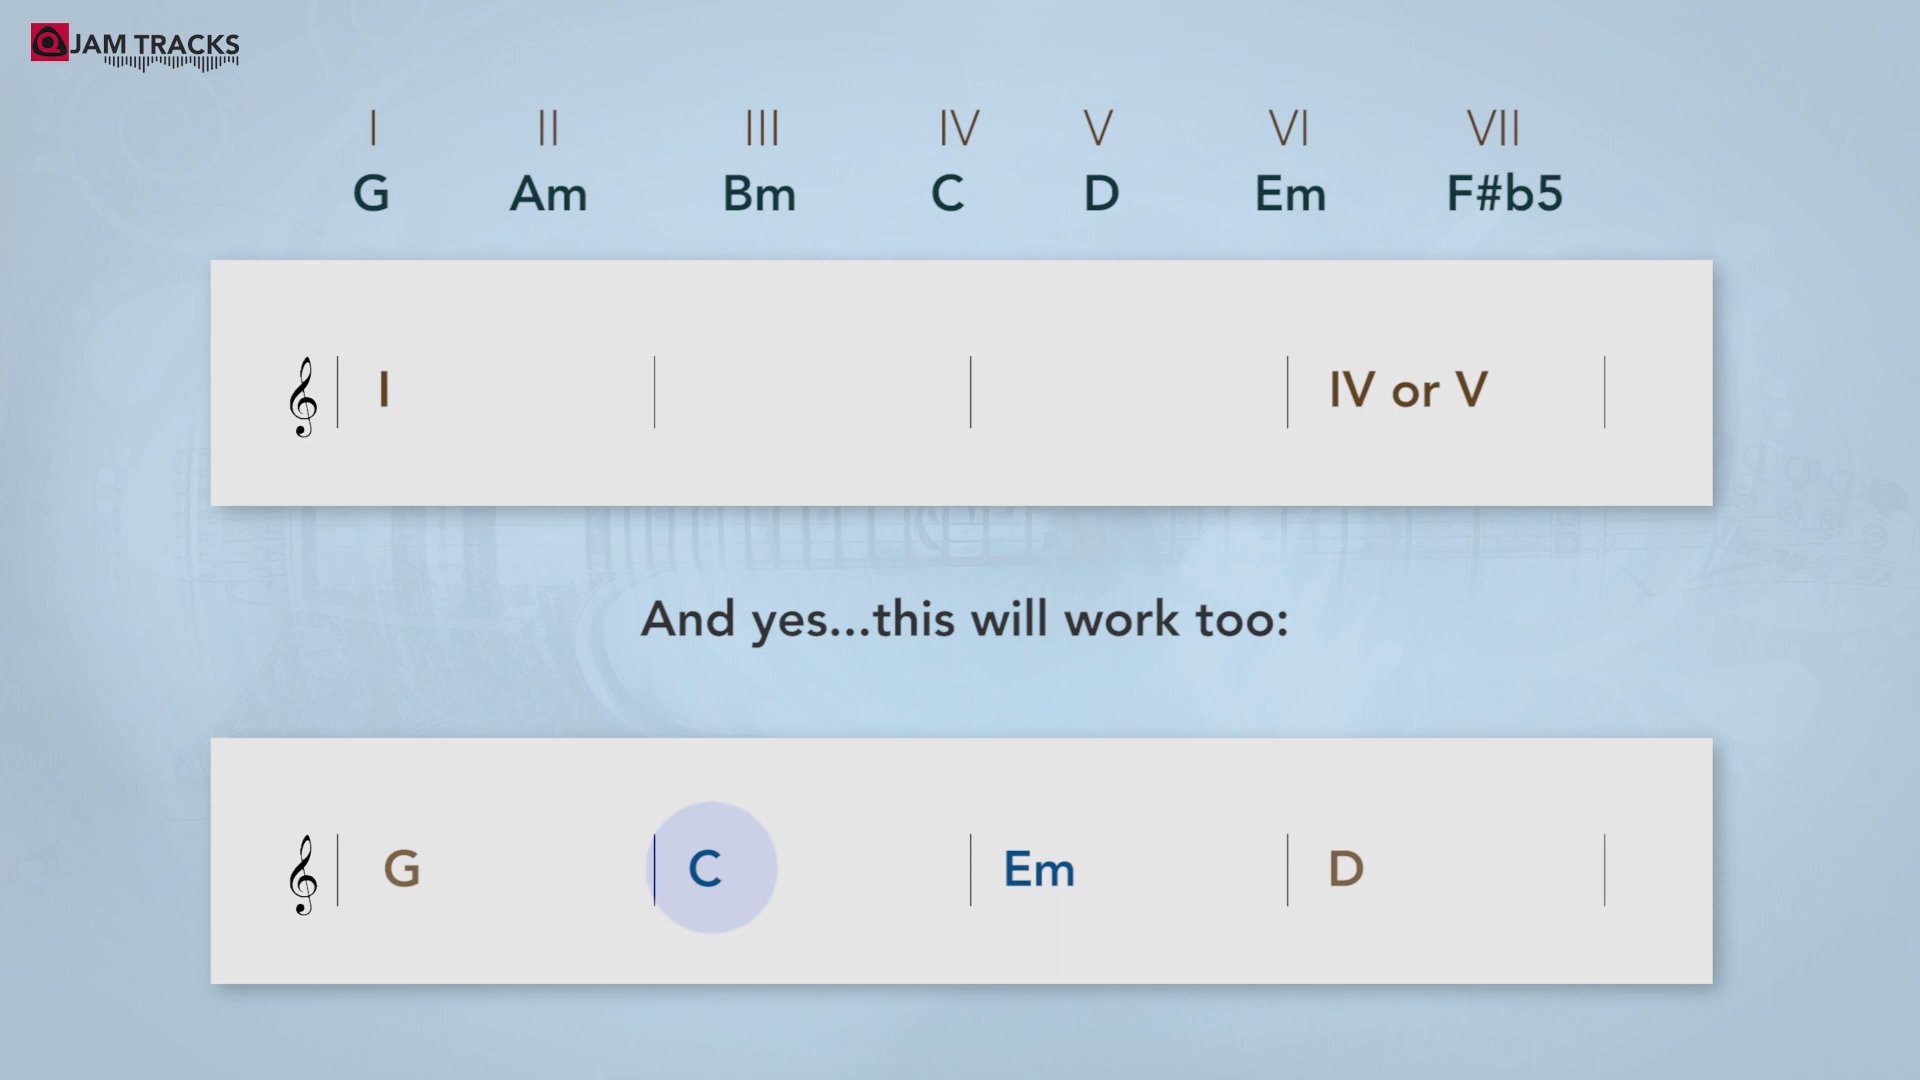 JAM TRACKS
I II III IV V VI VII
G Am Bm C D Em F#b5
I IV or V
And yes...this will work too:
G C Em D